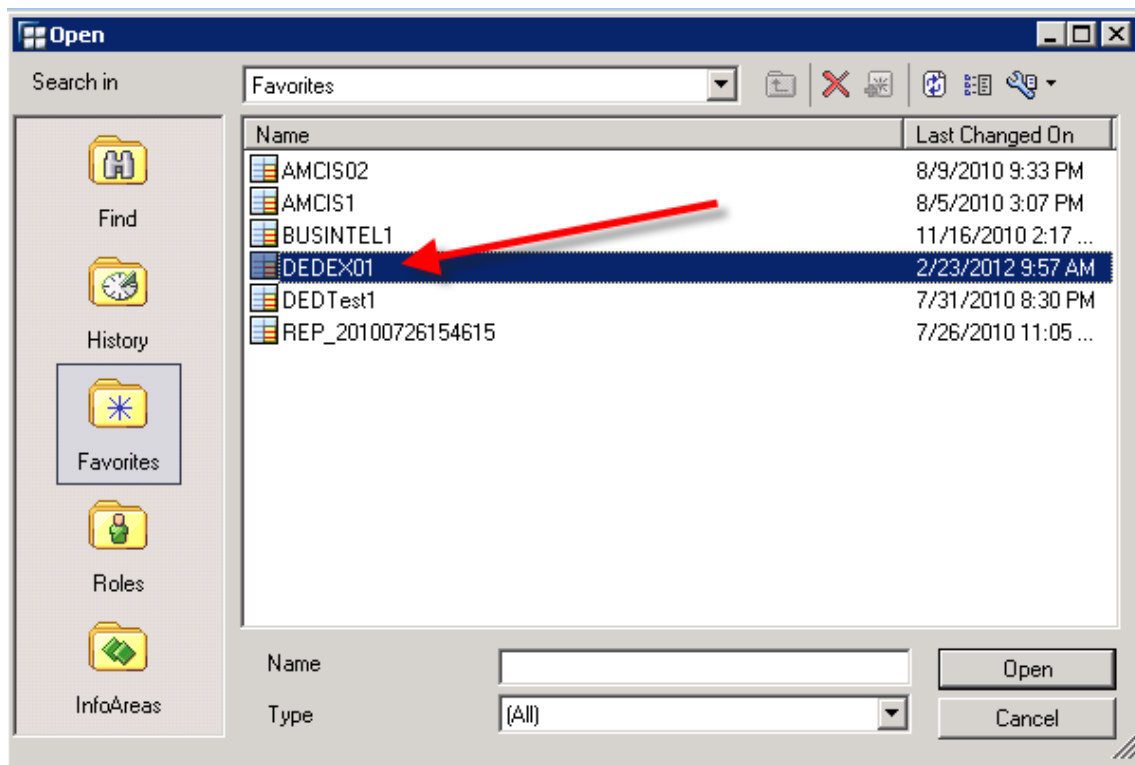 Open
Search in
Favorites
Name Last Changed On
AMCIS02 8/9/2010 9:33 PM
AMCIS1 8/5/2010 3:07 PM
BUSINTEL1 11/16/2010 2:17 ...
DEDEX01 2/23/2012 9:57 AM
DEDTest1 7/31/2010 8:30 PM
REP_20100726154615 7/26/2010 11:05 ...
Find
History
Favorites
Roles
InfoAreas
Name
Open
Type (All)
Cancel